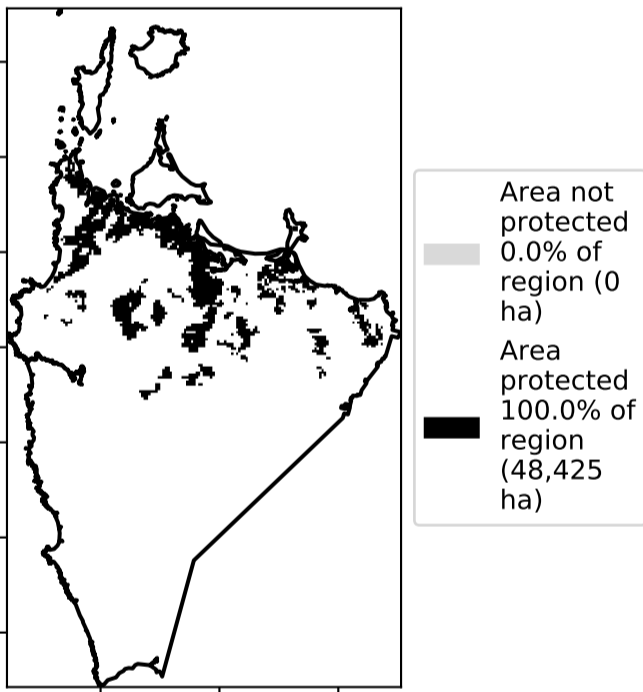 Area not
protected
0.0% of
region (0
ha)
Area
protected
100.0% of
region
(48,425
ha)